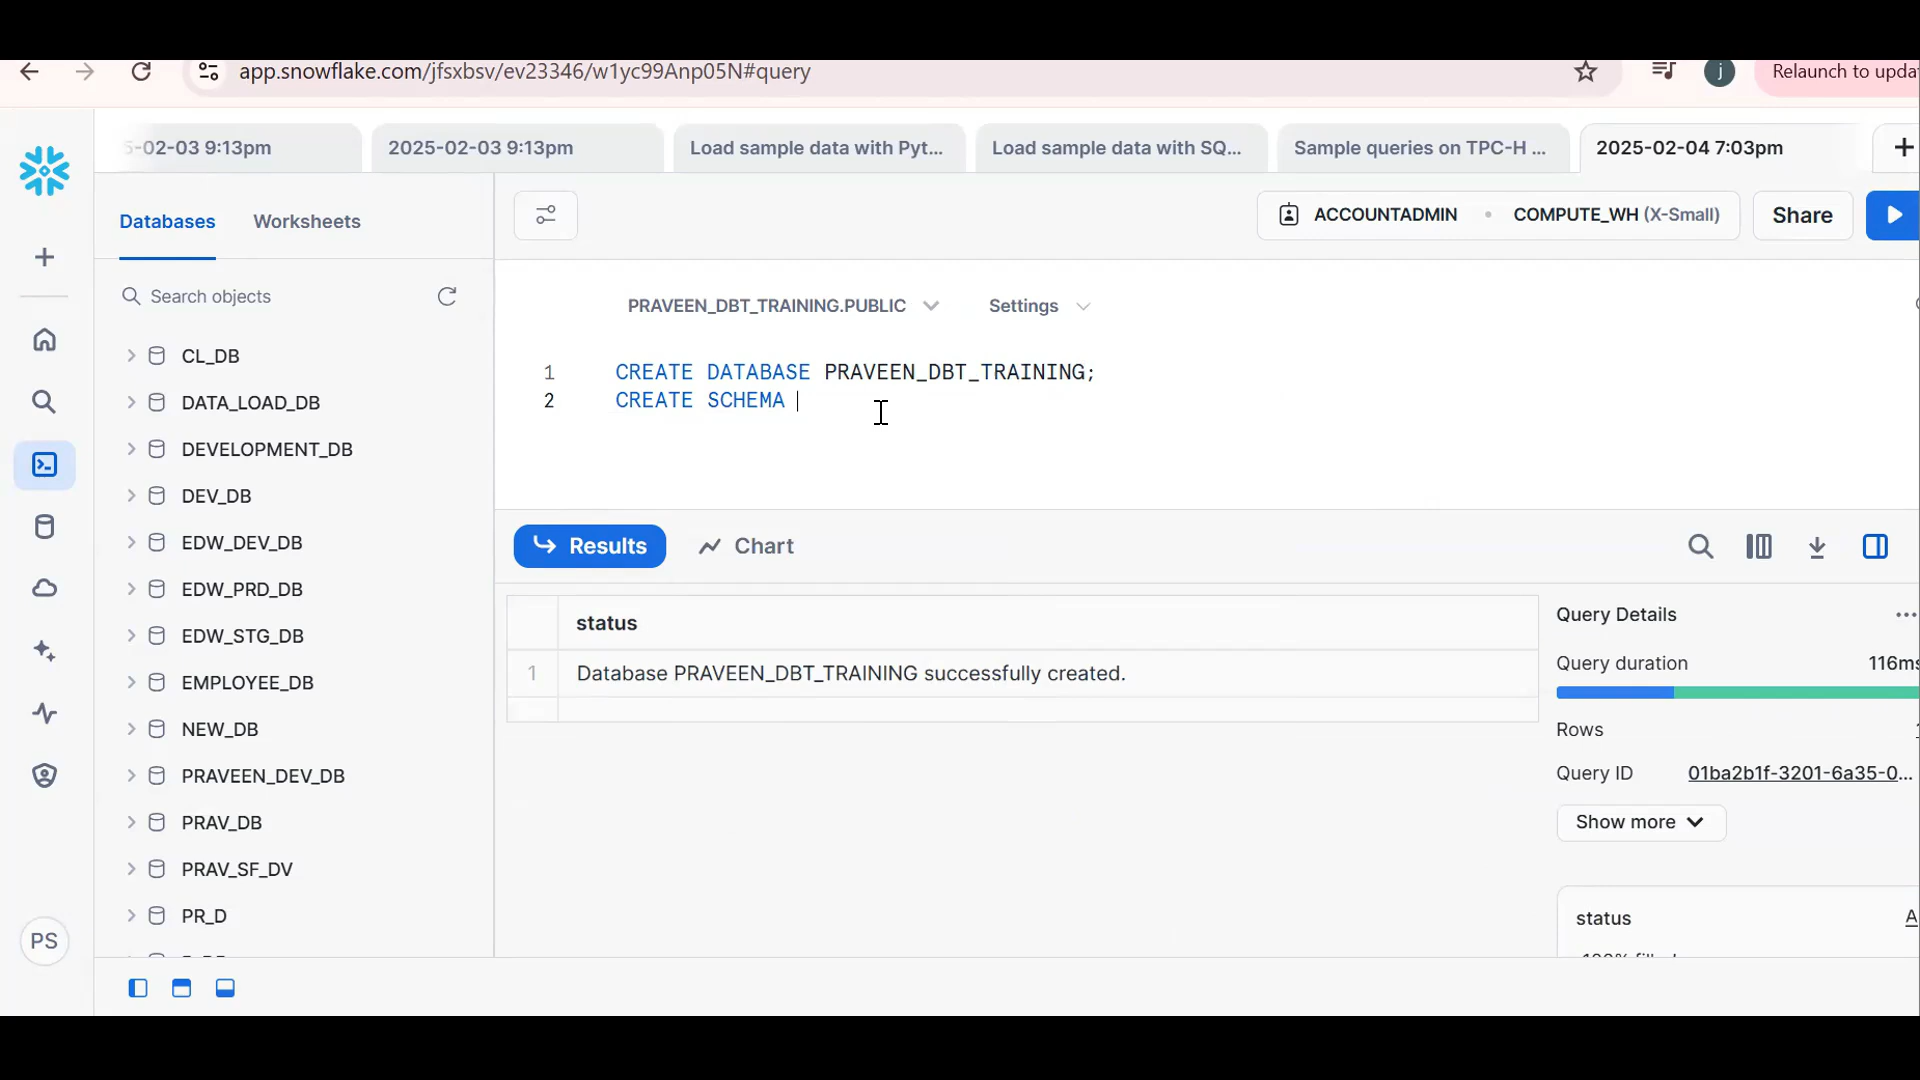 app.snowflake.com/jfsxbsv/ev23346/w1yc99Anp05N#query
j
Relaunch to upda
5-02-03 9:13pm
2025-02-03 9:13pm
Load sample data with Pyt...
Load sample data with SQ...
Sample queries on TPC-H ...
2025-02-04 7:03pm
Databases
Worksheets
ACCOUNTADMIN
COMPUTE_WH (X-Small)
Share
Search objects
PRAVEEN_DBT_TRAINING.PUBLIC
Settings
CL_DB
DATA_LOAD_DB
DEVELOPMENT_DB
DEV_DB
EDW_DEV_DB
EDW_PRD_DB
EDW_STG_DB
EMPLOYEE_DB
NEW_DB
PRAVEEN_DEV_DB
PRAV_DB
PRAV_SF_DV
PR_D
PS
1 CREATE DATABASE PRAVEEN_DBT_TRAINING;
2 CREATE SCHEMA
Results
Chart
status
1 Database PRAVEEN_DBT_TRAINING successfully created.
Query Details
Query duration 116ms
Rows
Query ID 01ba2b1f-3201-6a35-0...
Show more
status
A